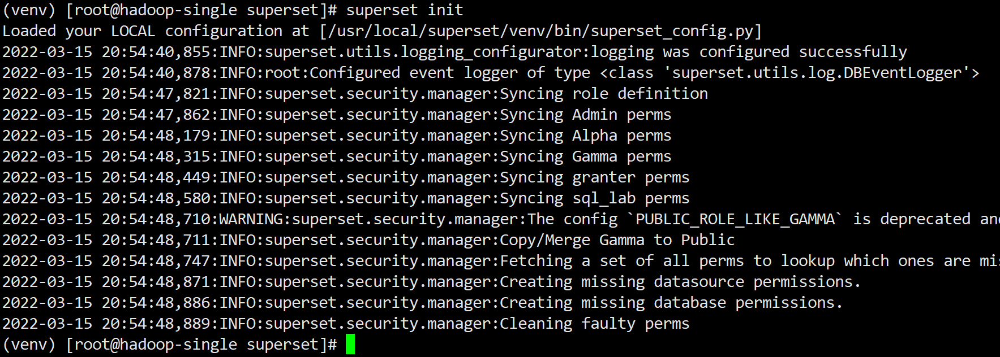 (venv) [root@hadoop-single superset]# superset init
Loaded your LOCAL configuration at [/usr/local/superset/venv/bin/superset_config.py]
2022-03-15 20:54:40,855:INFO:superset.utils.logging_configurator:logging was configured successfully
2022-03-15 20:54:40,878:INFO:root:Configured event logger of type <class 'superset.utils.log.DBEventLogger'>
2022-03-15 20:54:47,821:INFO:superset.security.manager:Syncing role definition
2022-03-15 20:54:47,862:INFO:superset.security.manager:Syncing Admin perms
2022-03-15 20:54:48,179:INFO:superset.security.manager:Syncing Alpha perms
2022-03-15 20:54:48,315:INFO:superset.security.manager:Syncing Gamma perms
2022-03-15 20:54:48,449:INFO:superset.security.manager:Syncing granter perms
2022-03-15 20:54:48,580:INFO:superset.security.manager:Syncing sql_lab perms
2022-03-15 20:54:48,710:WARNING:superset.security.manager:The config `PUBLIC_ROLE_LIKE_GAMMA` is deprecated
2022-03-15 20:54:48,711:INFO:superset.security.manager:Copy/Merge Gamma to Public
2022-03-15 20:54:48,747:INFO:superset.security.manager:Fetching a set of all perms to lookup which ones are
2022-03-15 20:54:48,871:INFO:superset.security.manager:Creating missing datasource permissions.
2022-03-15 20:54:48,886:INFO:superset.security.manager:Creating missing database permissions.
2022-03-15 20:54:48,889:INFO:superset.security.manager:Cleaning faulty perms
(venv) [root@hadoop-single superset]#